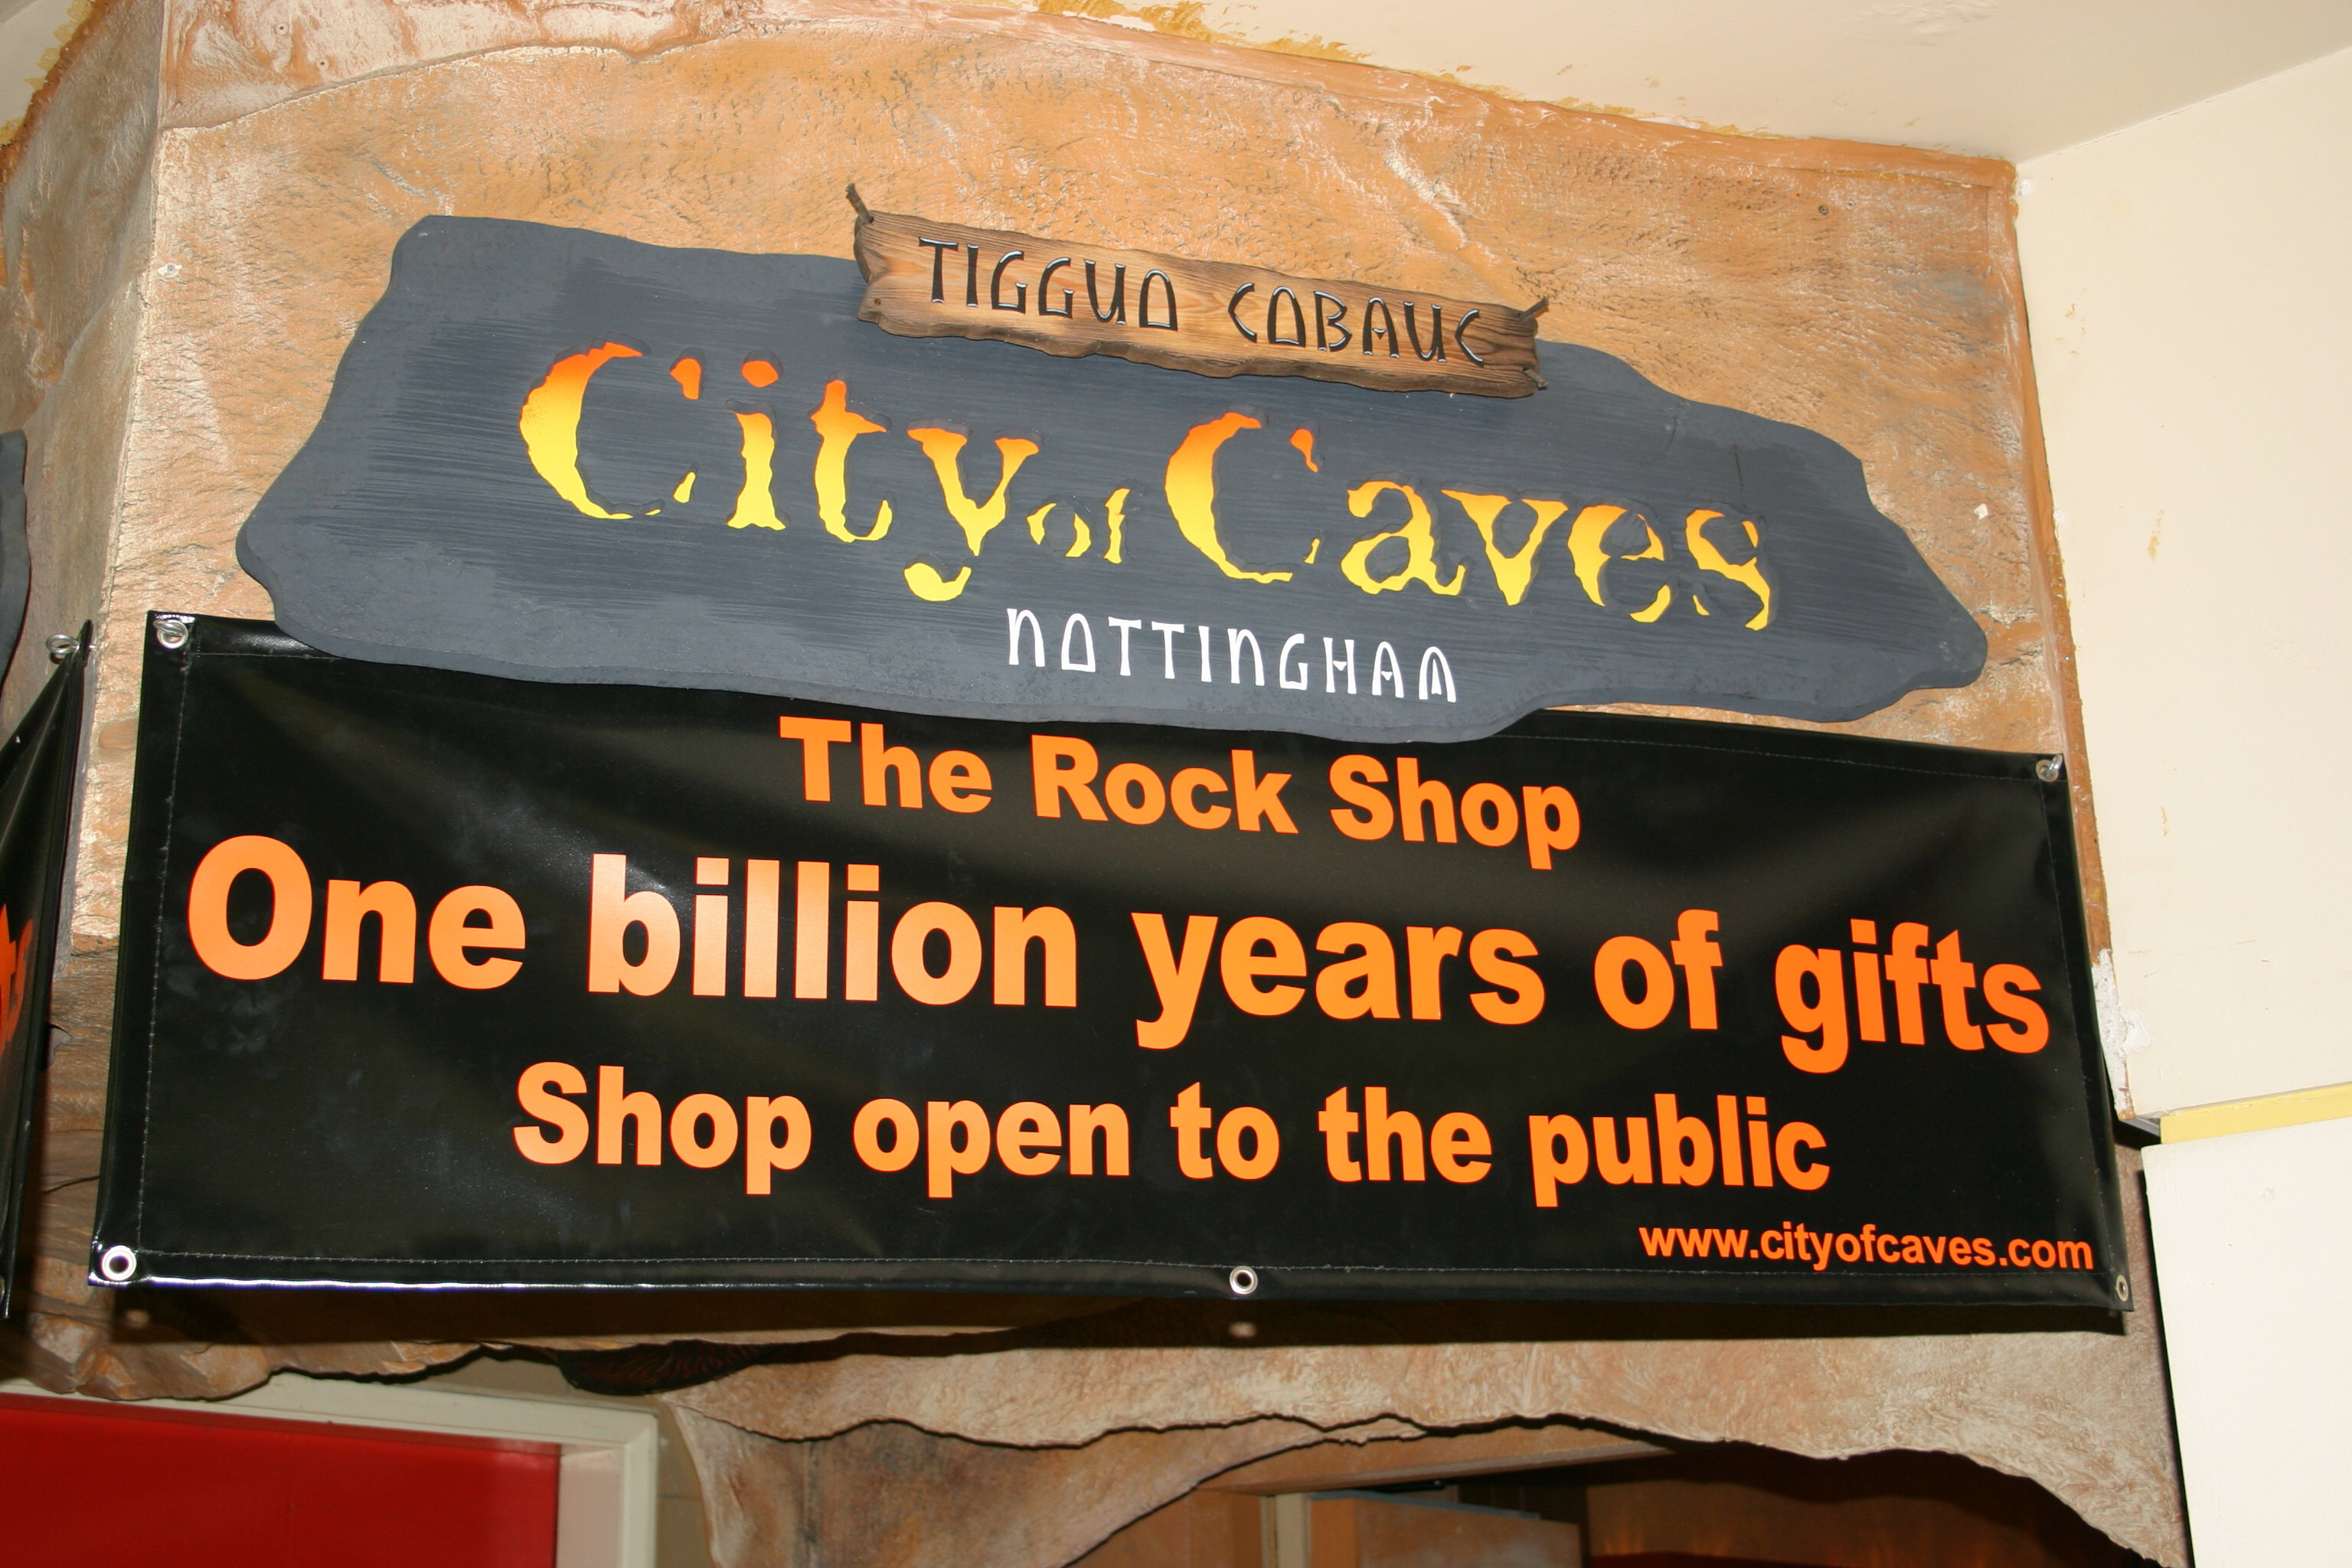 TIGGUO COBAUC
City of Caves
NOTTINGHAM
The Rock Shop
One billion years of gifts
Shop open to the public
www.cityofcaves.com